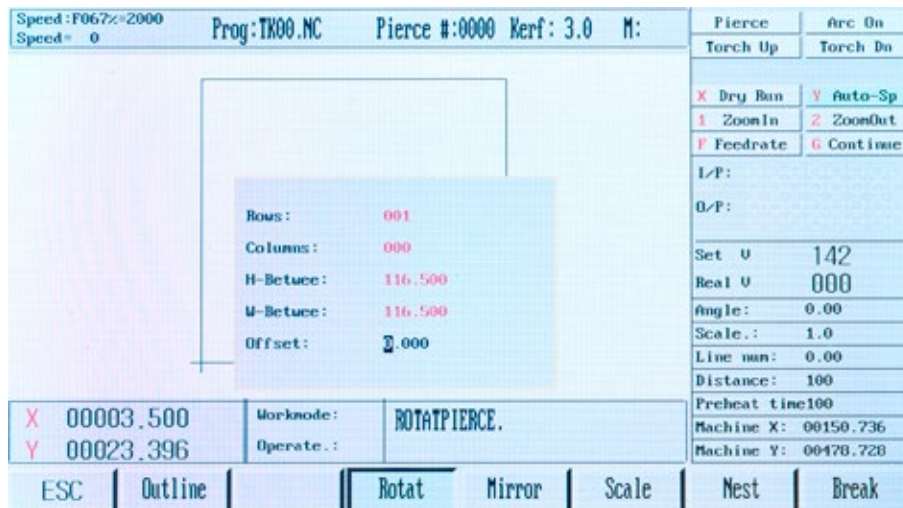 Speed:F067%=2000
Speed= 0
Prog:TK00.NC Pierce #:0000 Kerf: 3.0 M:
Pierce Arc On
Torch Up Torch Dn
X Dry Run Y Auto-Sp
1 ZoomIn 2 ZoomOut
F Feedrate G Continue
I/P:
O/P:
Rows: 001
Columns: 000
H-Betwee: 116.500
W-Betwee: 116.500
Offset: 0.000
Set V 142
Real V 000
Angle: 0.00
Scale.: 1.0
Line num: 0.00
Distance: 100
Preheat time100
Machine X: 00150.736
Machine Y: 00478.728
X 00003.500
Y 00023.396
Workmode:
Operate.:
ROTATPIERCE.
ESC Outline Rotat Mirror Scale Nest Break